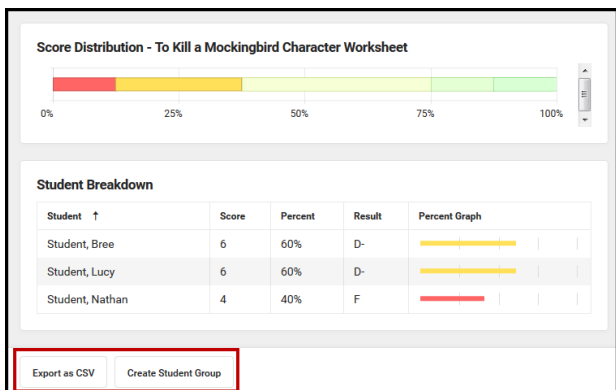 Score Distribution - To Kill a Mockingbird Character Worksheet
0% 25% 50% 75% 100%
Student Breakdown
Student ↑ Score Percent Result Percent Graph
Student, Bree 6 60% D-
Student, Lucy 6 60% D-
Student, Nathan 4 40% F
Export as CSV Create Student Group